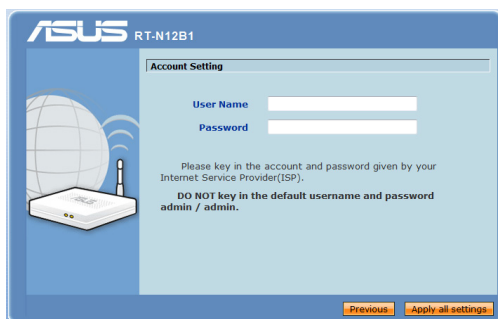 ASUS RT-N12B1
Account Setting
User Name
Password
Please key in the account and password given by your
Internet Service Provider(ISP).
DO NOT key in the default username and password
admin / admin.
ASUS
Previous Apply all settings